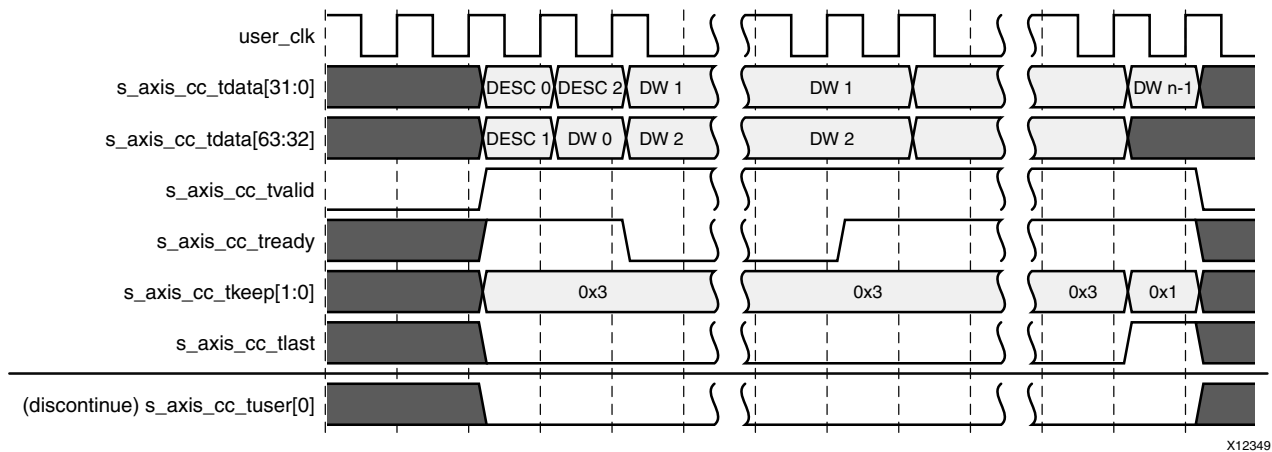 user_clk
s_axis_cc_tdata[31:0] DESC 0 DESC 2 DW 1 DW 1 DW n-1
s_axis_cc_tdata[63:32] DESC 1 DW 0 DW 2 DW 2
s_axis_cc_tvalid
s_axis_cc_tready
s_axis_cc_tkeep[1:0] 0x3 0x3 0x3 0x1
s_axis_cc_tlast
(discontinue) s_axis_cc_tuser[0]
X12349